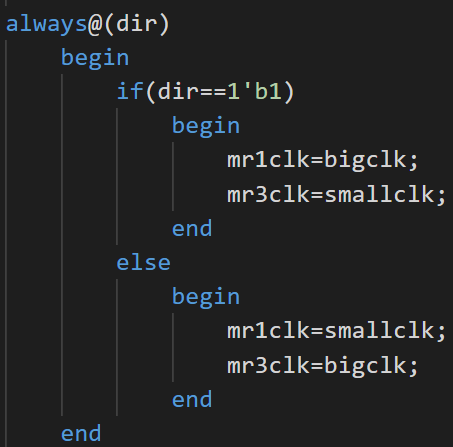 always@(dir)
begin
if(dir==1'b1)
begin
mr1clk=bigclk;
mr3clk=smallclk;
end
else
begin
mr1clk=smallclk;
mr3clk=bigclk;
end
end